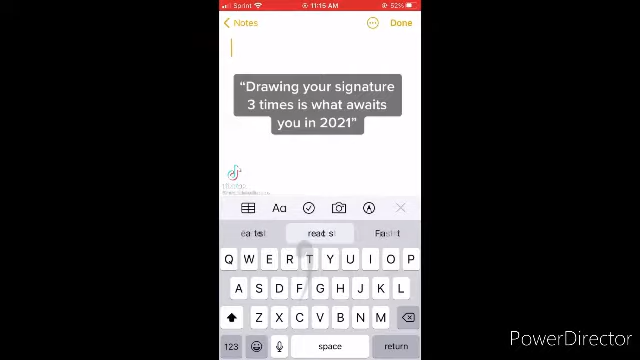 Sprint 11:15 AM 52%
Notes Done
“Drawing your signature
3 times is what awaits
you in 2021”
Aa
Q W E R T Y U I O P
A S D F G H J K L
Z X C V B N M
123 space return
PowerDirector